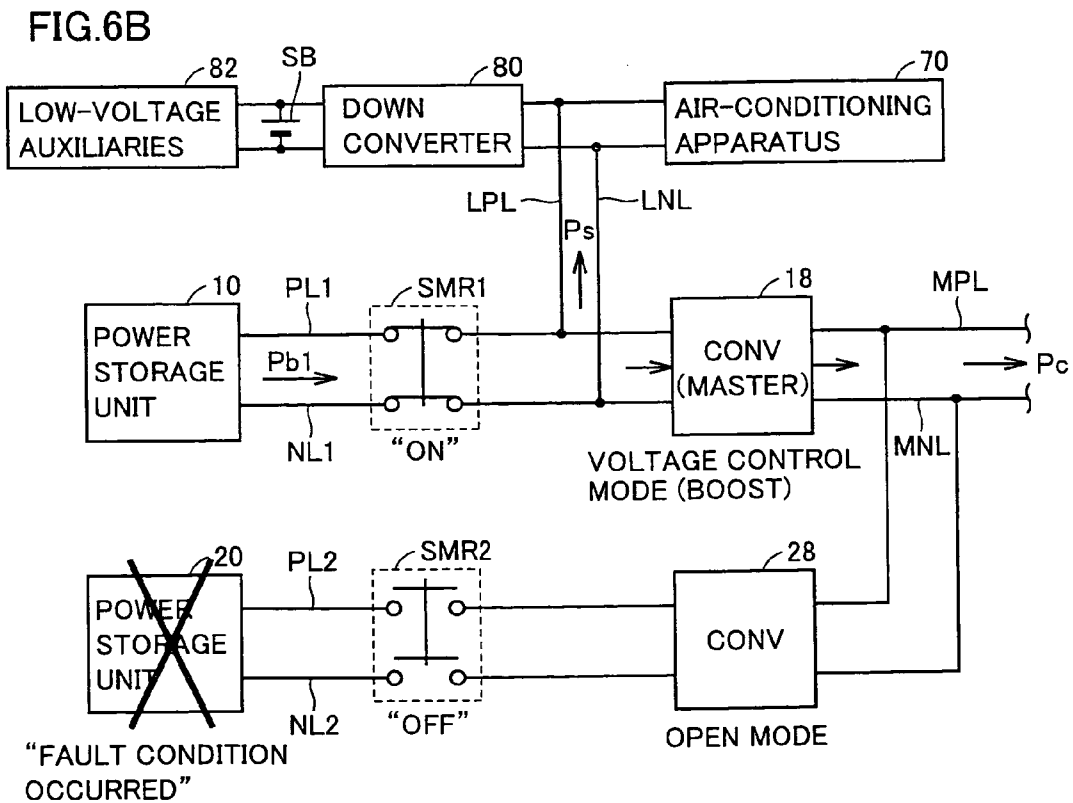 FIG.6B
82
SB
80
70
LOW-VOLTAGE
AUXILIARIES
DOWN
CONVERTER
AIR-CONDITIONING
APPARATUS
LPL
LNL
Ps
10
PL1
SMR1
18
MPL
POWER
STORAGE
UNIT
Pb1
CONV
(MASTER)
Pc
NL1
"ON"
VOLTAGE CONTROL
MODE (BOOST)
MNL
20
PL2
SMR2
28
POWER
STORAGE
UNIT
CONV
NL2
"OFF"
OPEN MODE
"FAULT CONDITION
OCCURRED"